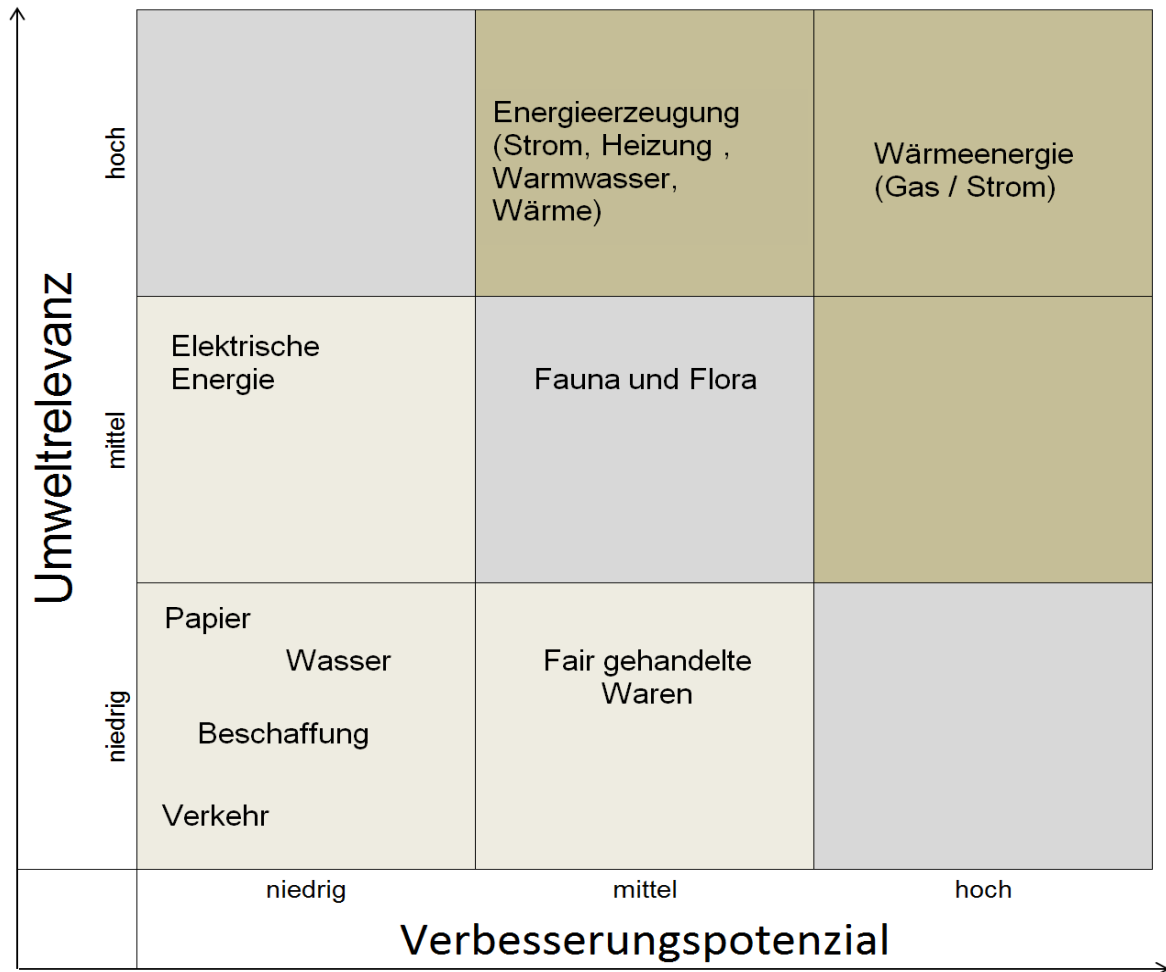 Umweltrelevanz
hoch
Energieerzeugung
(Strom, Heizung ,
Warmwasser,
Wärme)
Wärmeenergie
(Gas / Strom)
mittel
Elektrische
Energie
Fauna und Flora
niedrig
Papier
Wasser
Beschaffung
Verkehr
Fair gehandelte
Waren
niedrig
mittel
hoch
Verbesserungspotenzial